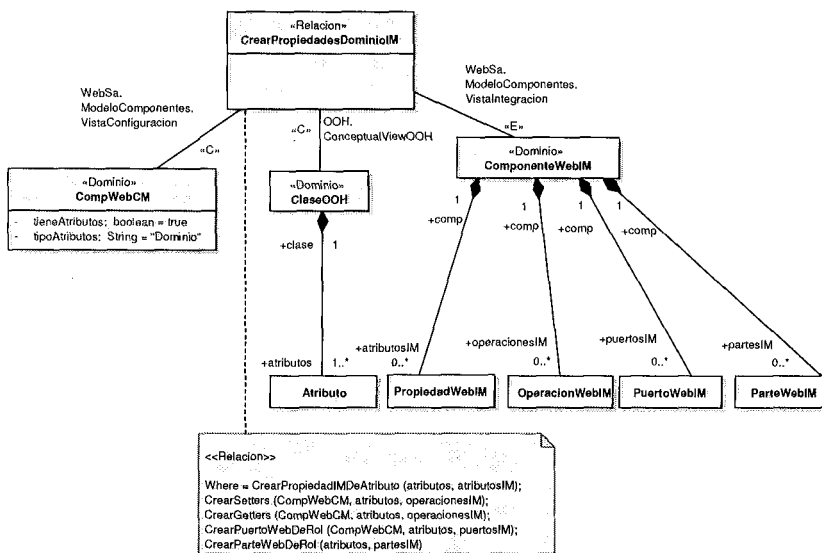 «Relacion»
CrearPropiedadesDominioIM
WebSa.
ModeloComponentes.
VistaConfiguracion
«C»
«C»
OOH.
ConceptualViewOOH
WebSa.
ModeloComponentes.
VistaIntegracion
«E»
«Dominio»
CompWebCM
- tieneAtributos; boolean = true
- tipoAtributos; String = "Dominio"
«Dominio»
ClaseOOH
«Dominio»
ComponenteWebIM
+clase 1
1 +comp
1 +comp
1 +comp
1 +comp
+atributos 1..*
+atributosIM 0..*
+operacionesIM 0..*
+puertosIM 0..*
+partesIM 0..*
Atributo
PropiedadWebIM
OperacionWebIM
PuertoWebIM
ParteWebIM
<<Relacion>>
Where = CrearPropiedadIMDeAtributo (atributos, atributosIM);
CrearSetters (CompWebCM, atributos, operacionesIM);
CrearGetters (CompWebCM, atributos, operacionesIM);
CrearPuertoWebDeRol (CompWebCM, atributos, puertosIM);
CrearParteWebDeRol (atributos, partesIM)